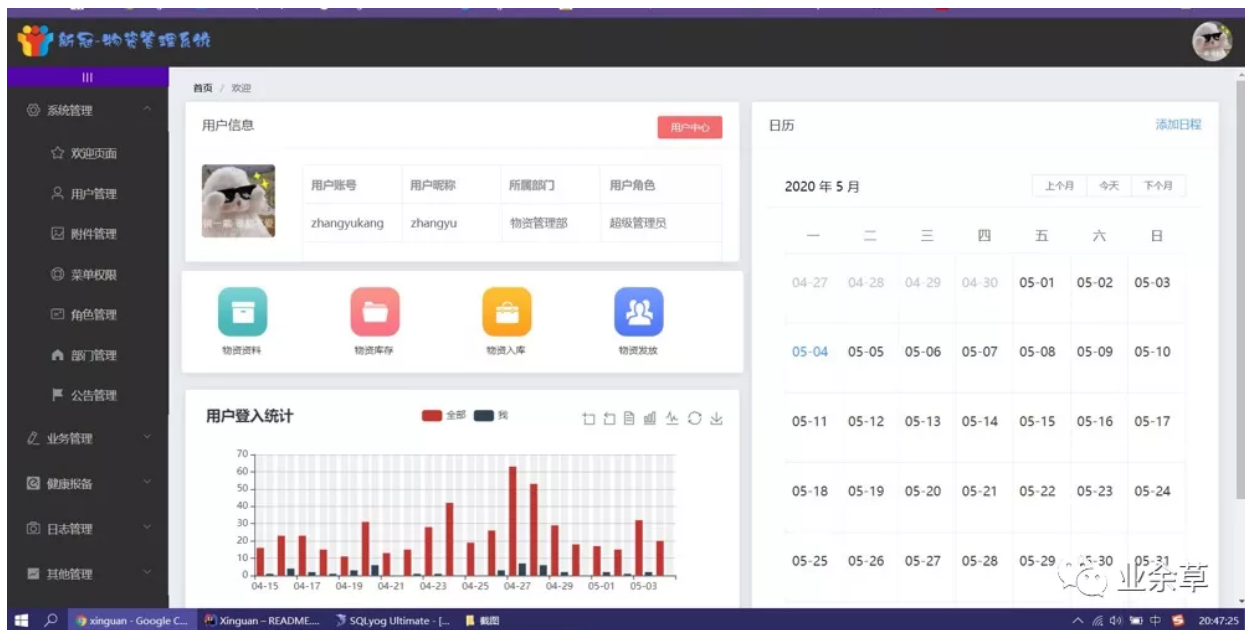 新冠-物资管理系统
系统管理
欢迎页面
用户管理
附件管理
菜单权限
角色管理
部门管理
公告管理
业务管理
健康报备
日志管理
其他管理
首页 / 欢迎
用户信息
用户中心
用户账号 用户昵称 所属部门 用户角色
zhangyukang zhangyu 物资管理部 超级管理员
物资资料 物资库存 物资入库 物资发放
用户登入统计
全部 我
70
60
50
40
30
20
10
0
04-15 04-17 04-19 04-21 04-23 04-25 04-27 04-29 05-01 05-03
日历
添加日程
2020 年 5 月
上个月 今天 下个月
一 二 三 四 五 六 日
04-27 04-28 04-29 04-30 05-01 05-02 05-03
05-04 05-05 05-06 05-07 05-08 05-09 05-10
05-11 05-12 05-13 05-14 05-15 05-16 05-17
05-18 05-19 05-20 05-21 05-22 05-23 05-24
05-25 05-26 05-27 05-28 05-29 05-30 05-31
业余草
xinguan - Google C... Xinguan – README.... SQLyog Ultimate - [... 截图
中 20:47:25